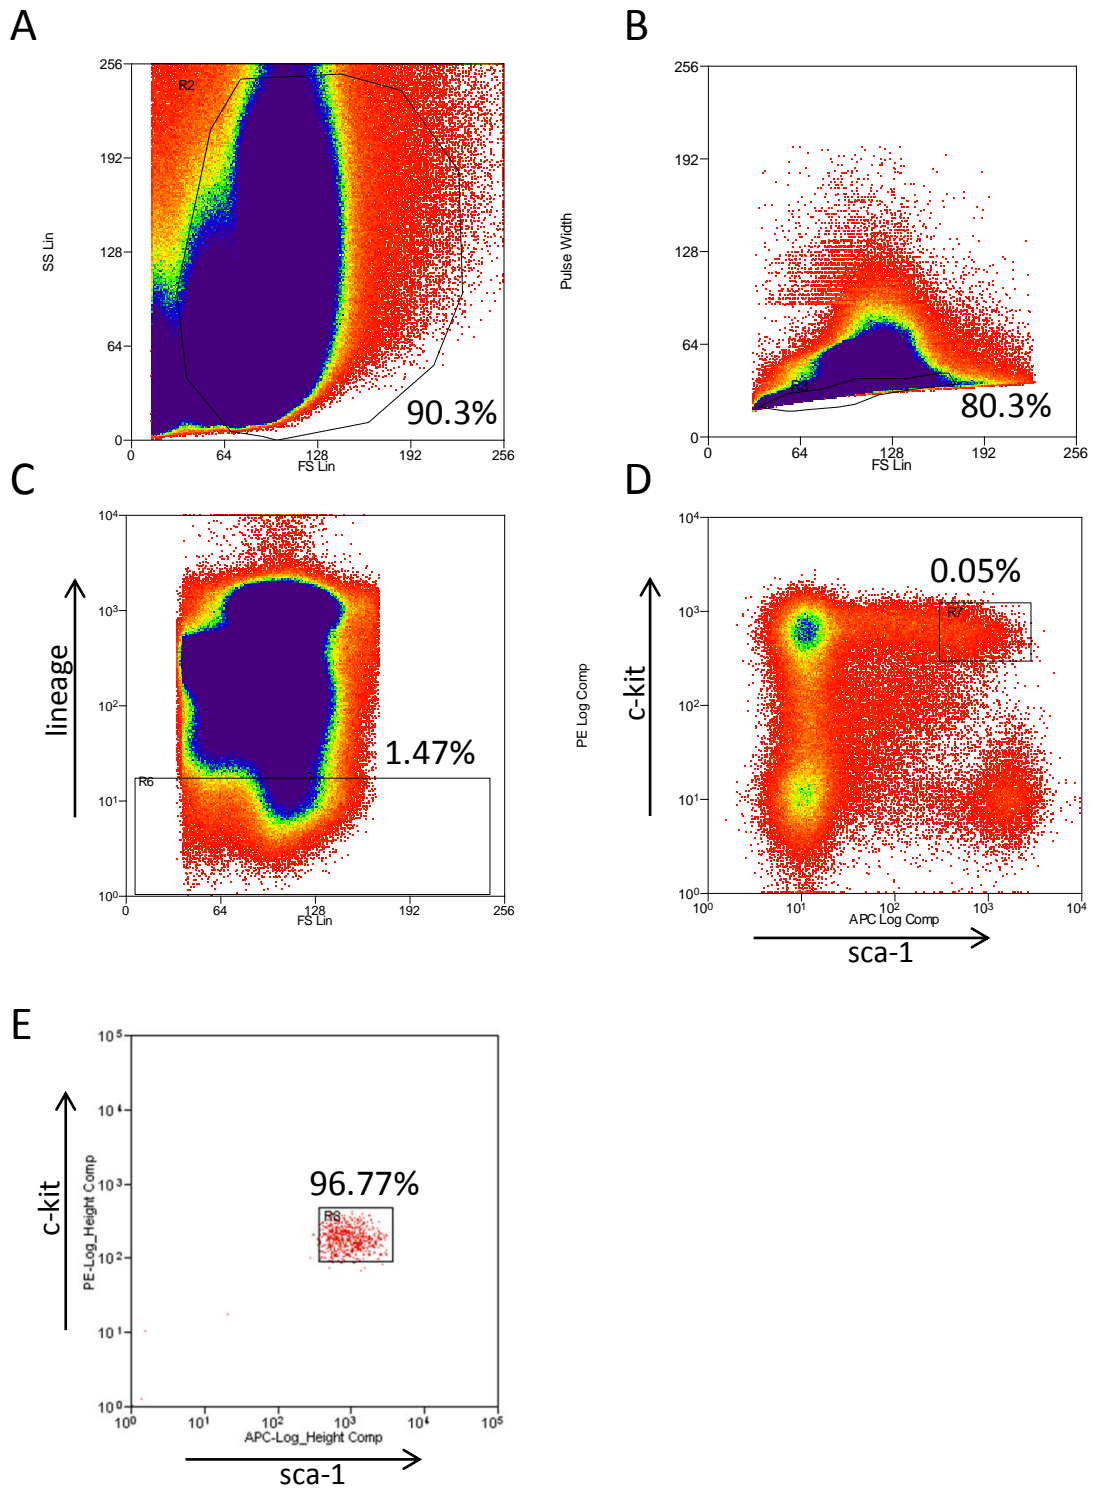 A
256
192
128
64
0
R2
SS Lin
90.3%
0 64 128 192 256
FS Lin
B
256
192
128
64
0
Pulse Width
R3
80.3%
0 64 128 192 256
FS Lin
C
10⁴
10³
10²
10¹
10⁰
lineage
1.47%
R6
0 64 128 192 256
FS Lin
D
10⁴
10³
10²
10¹
10⁰
PE Log Comp
c-kit
0.05%
R7
10⁰ 10¹ 10² 10³ 10⁴
APC Log Comp
sca-1
E
10⁵
10⁴
10³
10²
10¹
10⁰
c-kit
PE-Log_Height Comp
96.77%
10⁰ 10¹ 10² 10³ 10⁴ 10⁵
APC-Log_Height Comp
sca-1